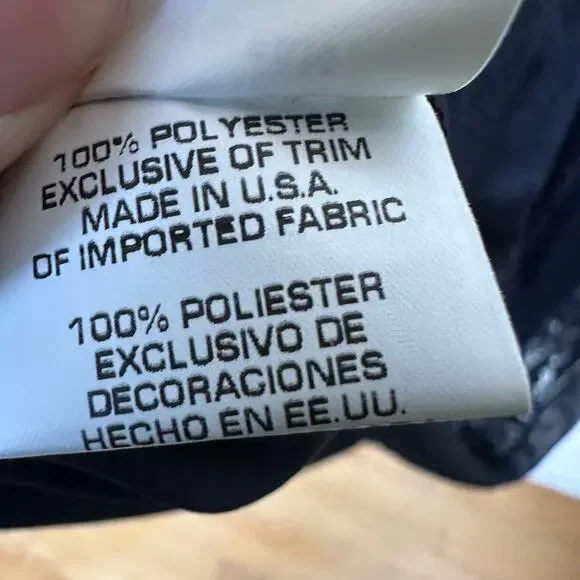 100% POLYESTER
EXCLUSIVE OF TRIM
MADE IN U.S.A.
OF IMPORTED FABRIC
100% POLIESTER
EXCLUSIVO DE
DECORACIONES
HECHO EN EE.UU.